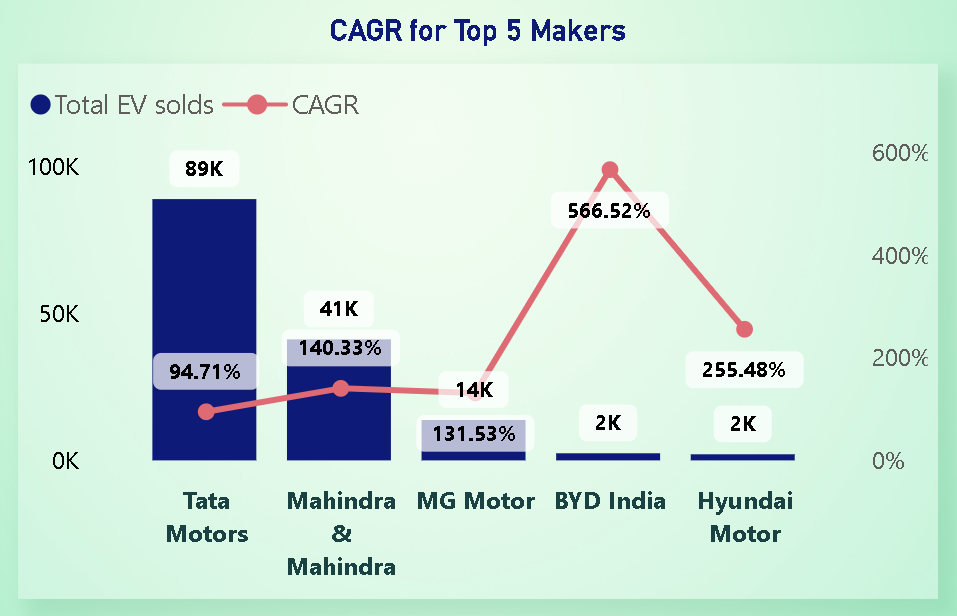 CAGR for Top 5 Makers
Total EV solds CAGR
100K
50K
0K
600%
400%
200%
0%
89K
41K
14K
2K
2K
94.71%
140.33%
131.53%
566.52%
255.48%
Tata
Motors
Mahindra
&
Mahindra
MG Motor
BYD India
Hyundai
Motor